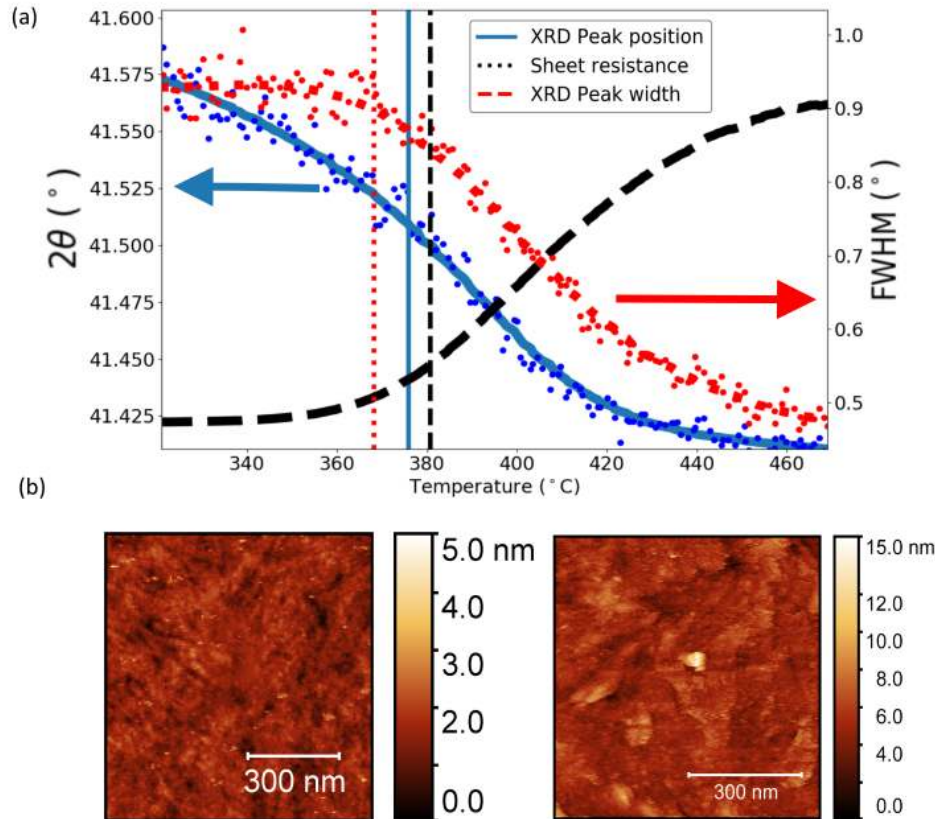 (a)
41.600
41.575
41.550
41.525
41.500
41.475
41.450
41.425
2θ (°)
XRD Peak position
Sheet resistance
XRD Peak width
1.0
0.9
0.8
0.7
0.6
0.5
FWHM (°)
340 360 380 400 420 440 460
Temperature (°C)
(b)
300 nm
5.0 nm
4.0
3.0
2.0
1.0
0.0
300 nm
15.0 nm
12.0
10.0
8.0
6.0
4.0
0.0